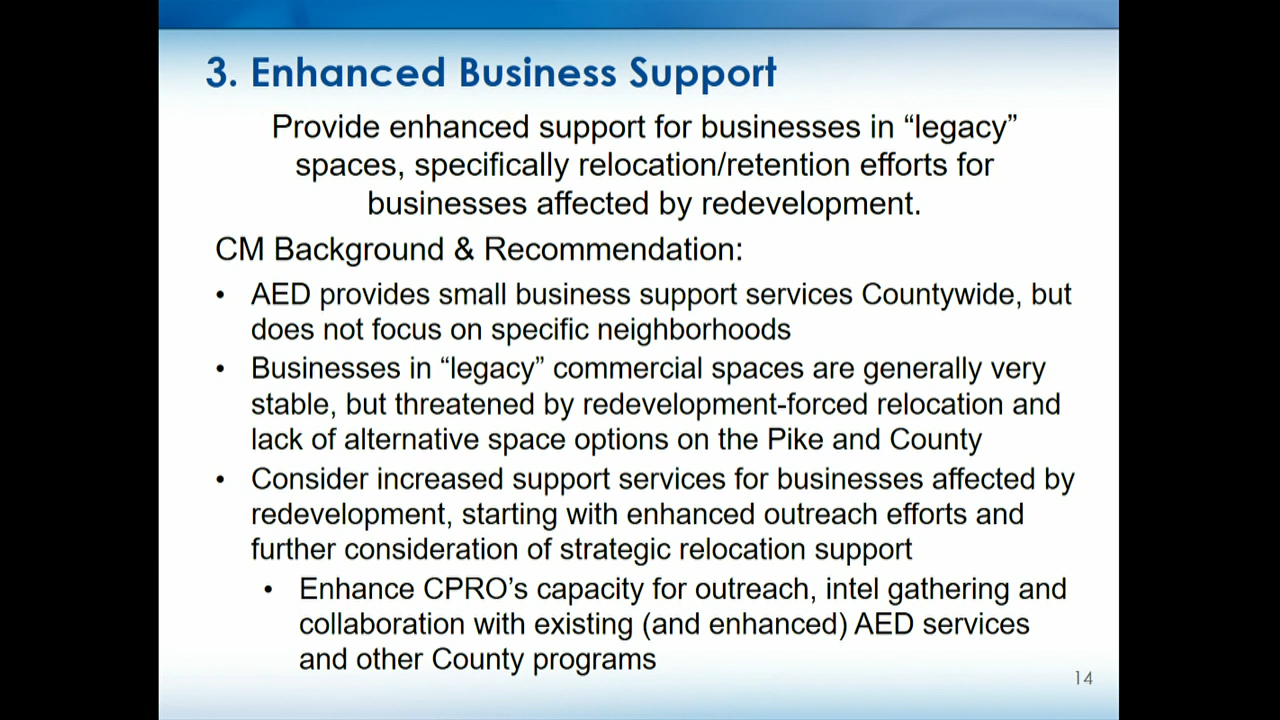 3. Enhanced Business Support
Provide enhanced support for businesses in “legacy”
spaces, specifically relocation/retention efforts for
businesses affected by redevelopment.
CM Background & Recommendation:
• AED provides small business support services Countywide, but
does not focus on specific neighborhoods
• Businesses in “legacy” commercial spaces are generally very
stable, but threatened by redevelopment-forced relocation and
lack of alternative space options on the Pike and County
• Consider increased support services for businesses affected by
redevelopment, starting with enhanced outreach efforts and
further consideration of strategic relocation support
• Enhance CPRO’s capacity for outreach, intel gathering and
collaboration with existing (and enhanced) AED services
and other County programs
14